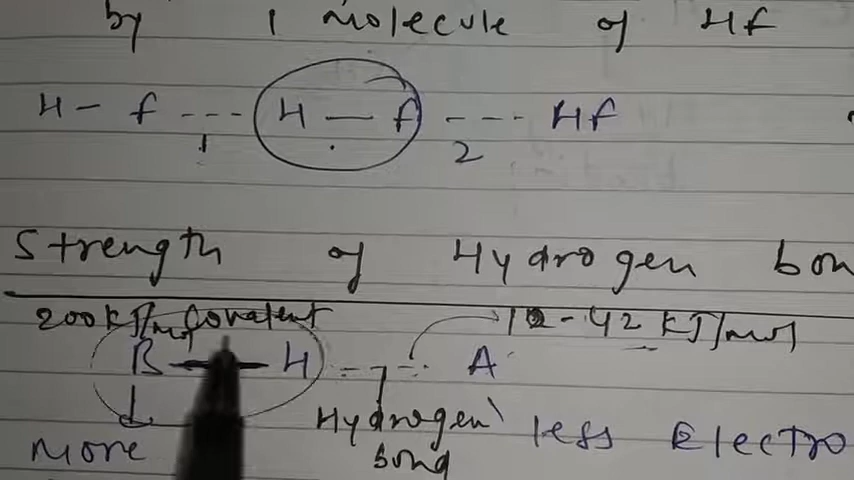 by 1 molecule of Hf
H - f --- H — f --- Hf
1 2
Strength of Hydrogen bon
200 KJ/mol Covalent 10-42 KJ/mol
B — H --- A
Hydrogen less Electro
More bond